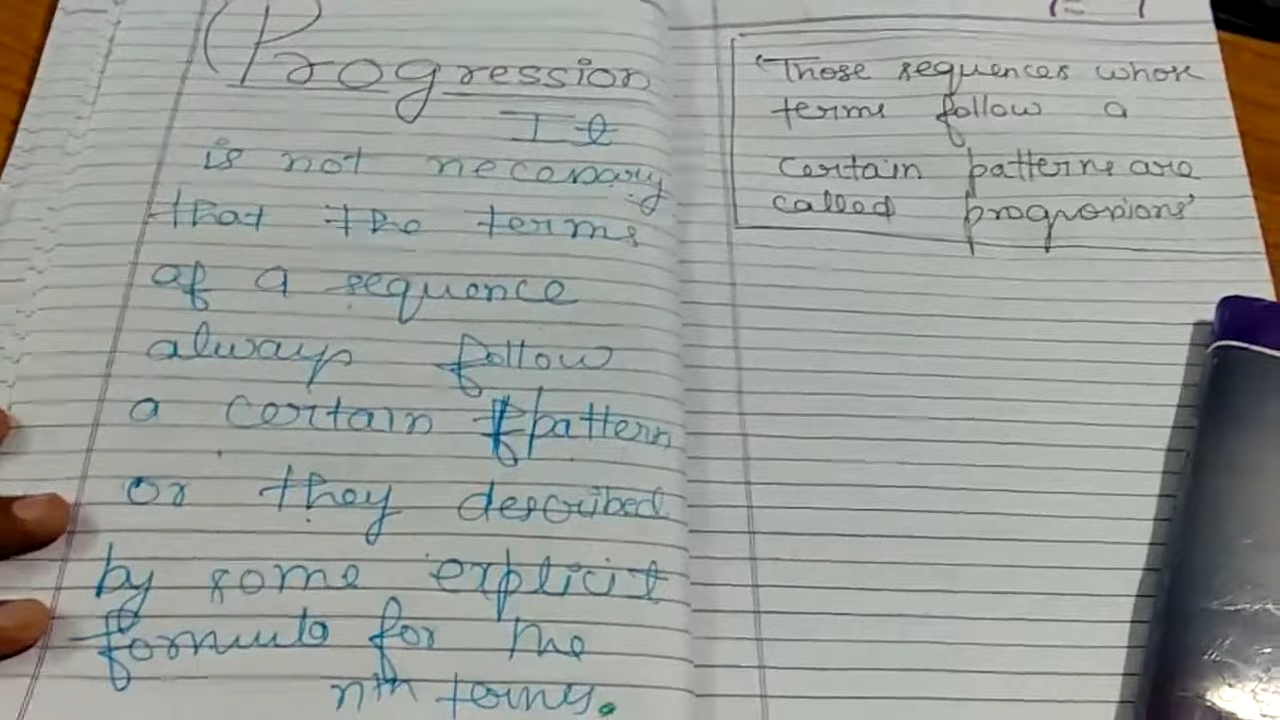 Progression
It
is not necessary
that the terms
of a sequence
always follow
a certain pattern
or they described
by some explicit
formula for the
nth terms.
"Those sequences whose
terms follow a
certain patterns are
called progressions"